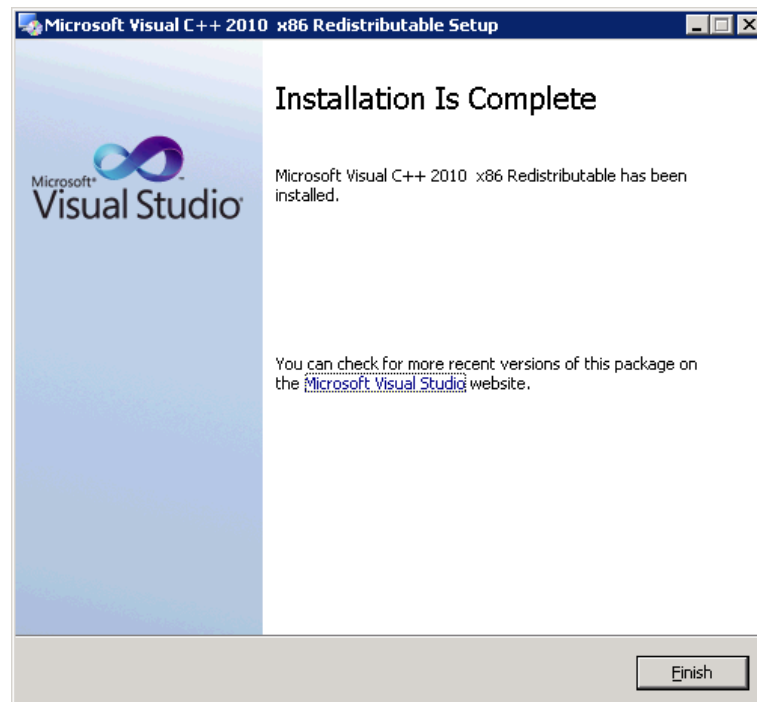 Microsoft Visual C++ 2010  x86 Redistributable Setup
Installation Is Complete
Microsoft®
Visual Studio®
Microsoft Visual C++ 2010  x86 Redistributable has been
installed.
You can check for more recent versions of this package on
the Microsoft Visual Studio website.
Finish